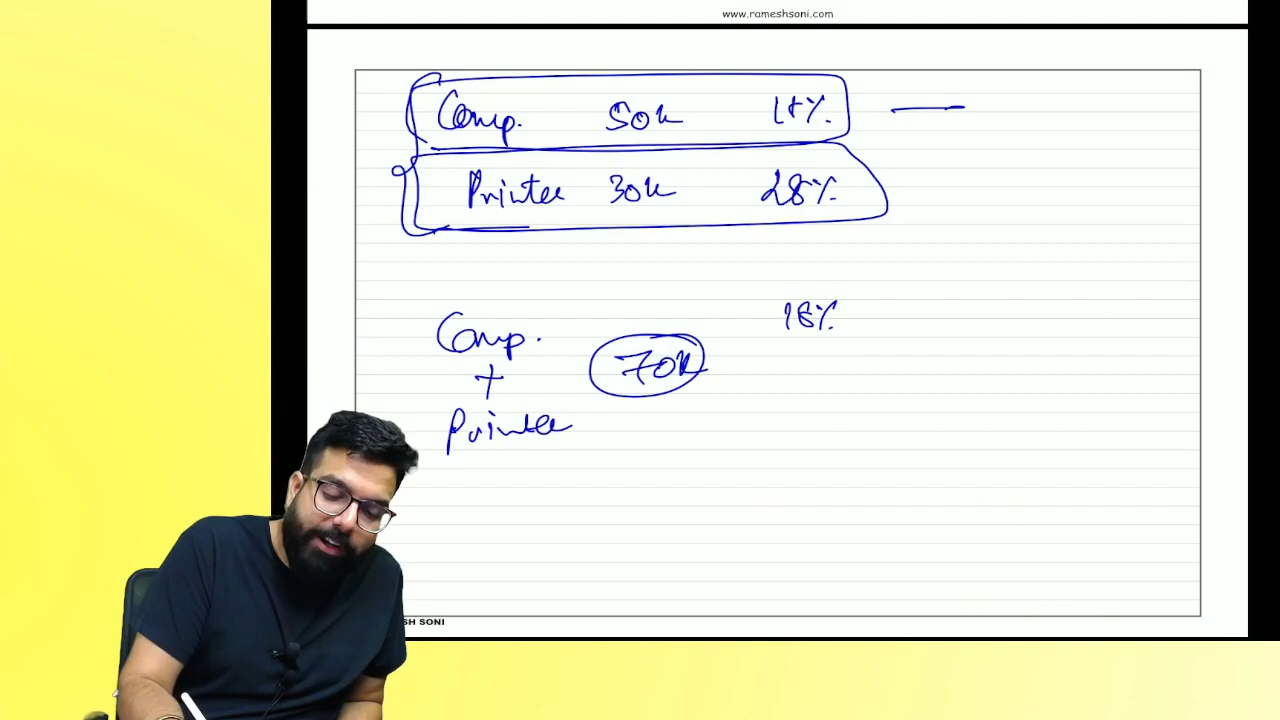 www.rameshsoni.com
Comp. 50k 18%
Printer 30k 28%
18%
Comp.
+ 70k
Printer
SH SONI